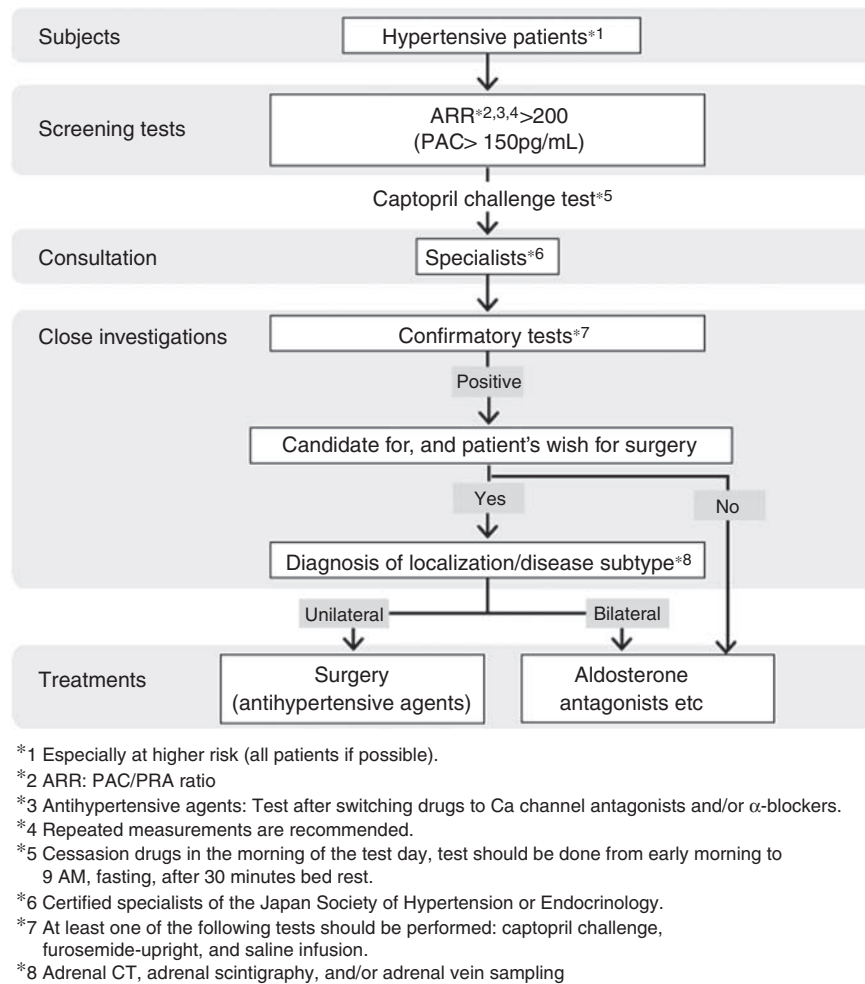 Subjects
Hypertensive patients*1
Screening tests
ARR*2,3,4>200
(PAC> 150pg/mL)
Captopril challenge test*5
Consultation
Specialists*6
Close investigations
Confirmatory tests*7
Positive
Candidate for, and patient's wish for surgery
Yes
No
Diagnosis of localization/disease subtype*8
Unilateral
Bilateral
Treatments
Surgery
(antihypertensive agents)
Aldosterone
antagonists etc
*1 Especially at higher risk (all patients if possible).
*2 ARR: PAC/PRA ratio
*3 Antihypertensive agents: Test after switching drugs to Ca channel antagonists and/or α-blockers.
*4 Repeated measurements are recommended.
*5 Cessasion drugs in the morning of the test day, test should be done from early morning to
9 AM, fasting, after 30 minutes bed rest.
*6 Certified specialists of the Japan Society of Hypertension or Endocrinology.
*7 At least one of the following tests should be performed: captopril challenge,
furosemide-upright, and saline infusion.
*8 Adrenal CT, adrenal scintigraphy, and/or adrenal vein sampling